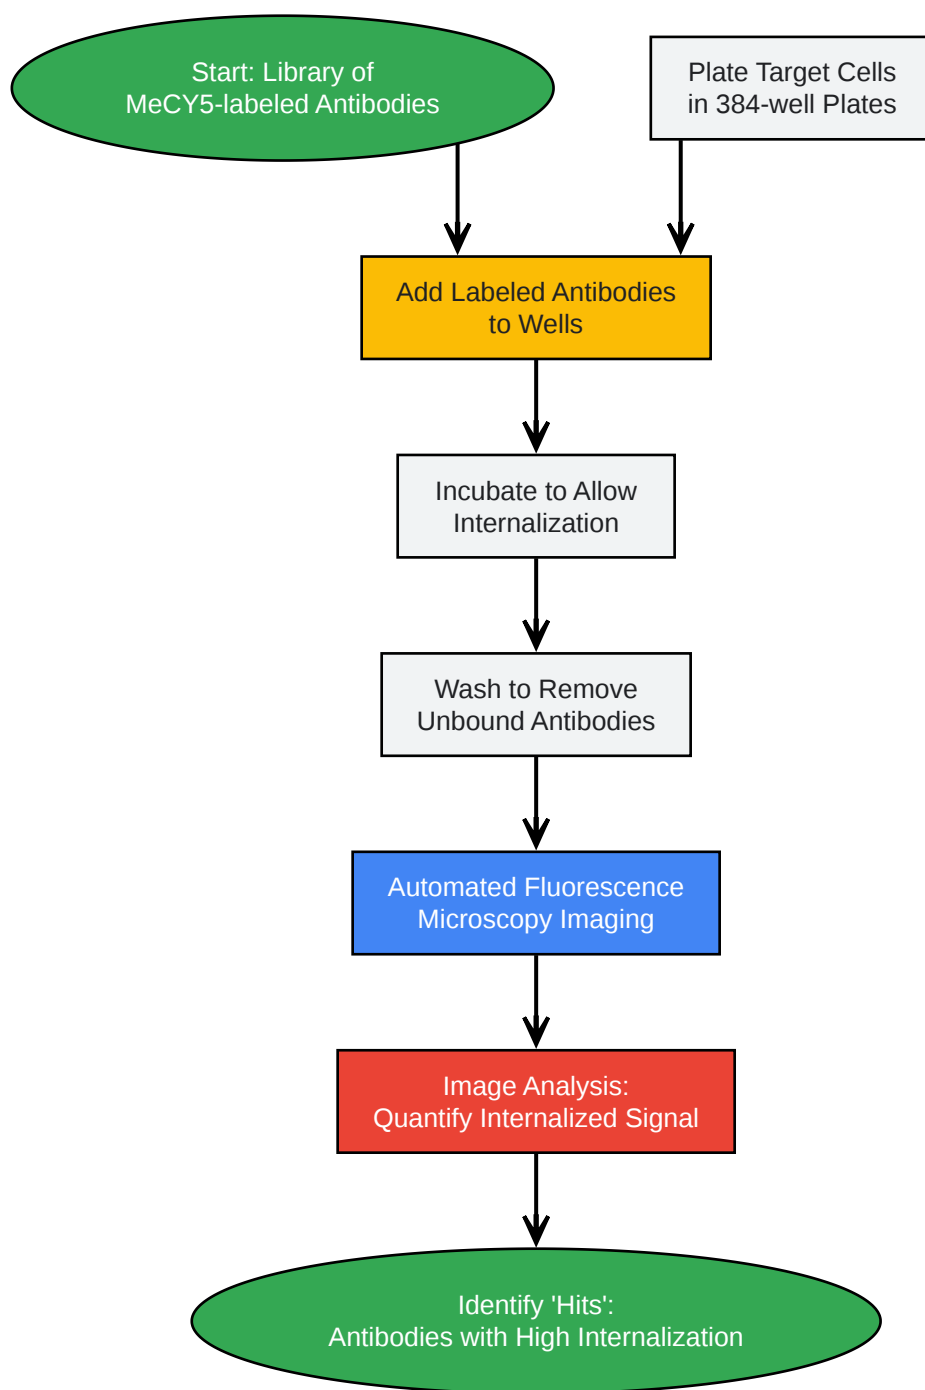 Start: Library of
MeCY5-labeled Antibodies
Plate Target Cells
in 384-well Plates
Add Labeled Antibodies
to Wells
Incubate to Allow
Internalization
Wash to Remove
Unbound Antibodies
Automated Fluorescence
Microscopy Imaging
Image Analysis:
Quantify Internalized Signal
Identify 'Hits':
Antibodies with High Internalization